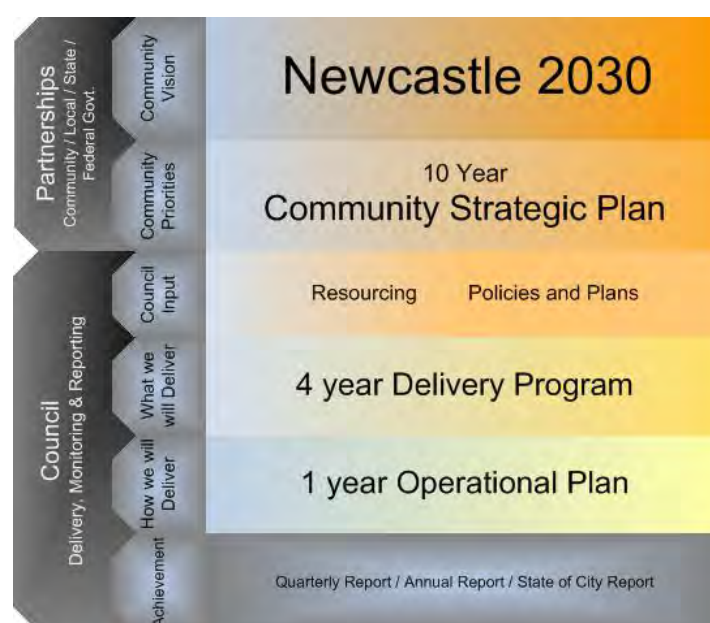 Partnerships
Community / Local / State /
Federal Govt.
Community
Vision
Newcastle 2030
Community
Priorities
10 Year
Community Strategic Plan
Council
Delivery, Monitoring & Reporting
Council
Input
Resourcing
Policies and Plans
What we
will Deliver
4 year Delivery Program
How we will
Deliver
1 year Operational Plan
Achievement
Quarterly Report / Annual Report / State of City Report